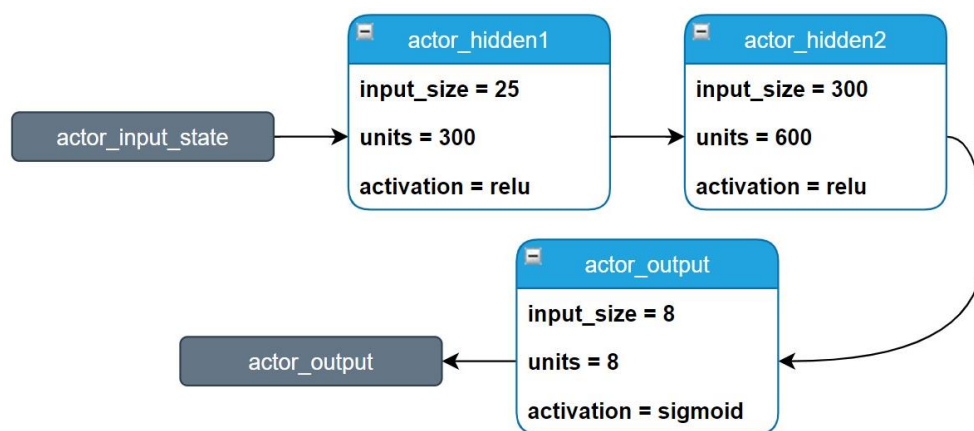 actor_input_state
actor_hidden1
input_size = 25
units = 300
activation = relu
actor_hidden2
input_size = 300
units = 600
activation = relu
actor_output
input_size = 8
units = 8
activation = sigmoid
actor_output